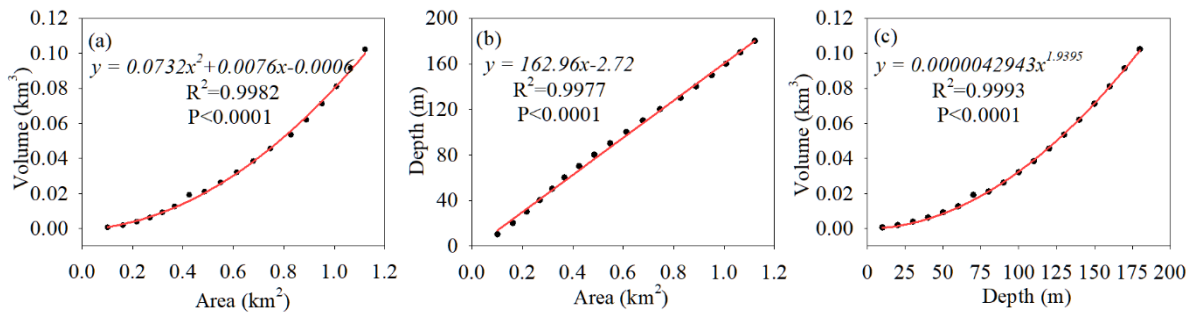 (a)
y = 0.0732x²+0.0076x-0.0006
R²=0.9982
P<0.0001
Volume (km³)
0.12
0.10
0.08
0.06
0.04
0.02
0.00
0.0 0.2 0.4 0.6 0.8 1.0 1.2
Area (km²)
(b)
y = 162.96x-2.72
R²=0.9977
P<0.0001
Depth (m)
200
160
120
80
40
0
0.0 0.2 0.4 0.6 0.8 1.0 1.2
Area (km²)
(c)
y = 0.0000042943x¹·⁹³⁹⁵
R²=0.9993
P<0.0001
Volume (km³)
0.12
0.10
0.08
0.06
0.04
0.02
0.00
0 25 50 75 100 125 150 175 200
Depth (m)